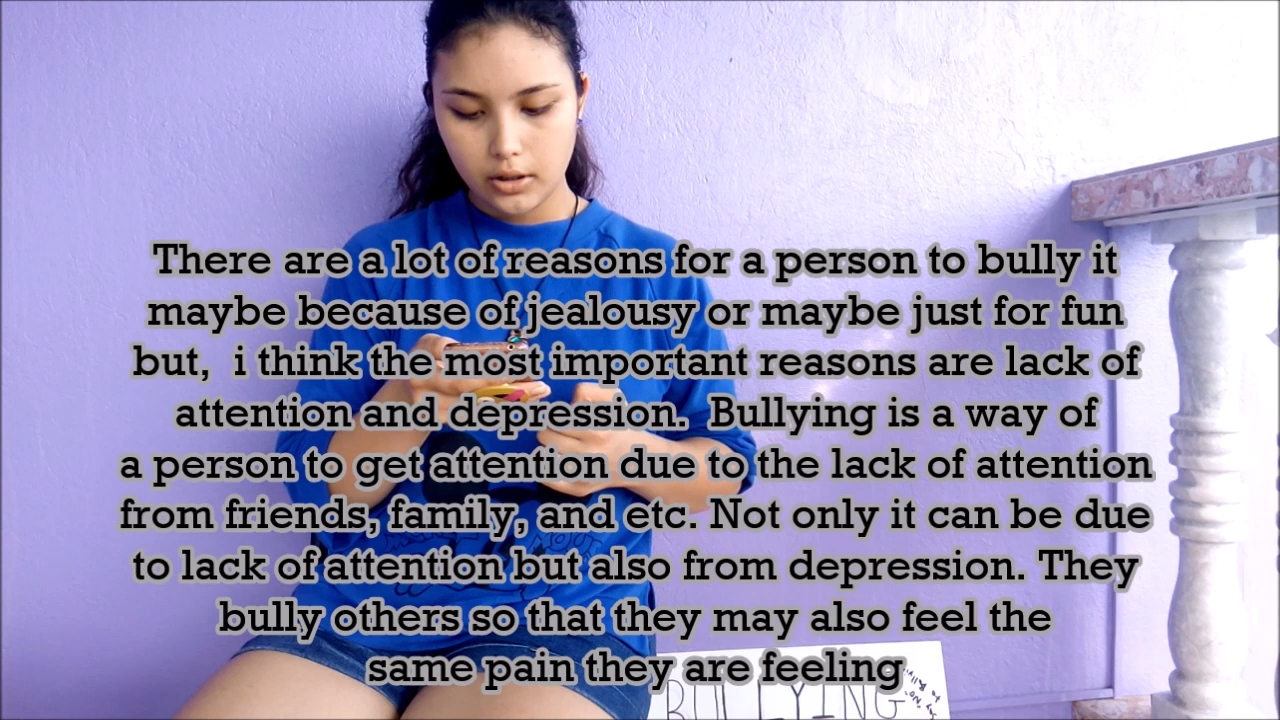 There are a lot of reasons for a person to bully it
maybe because of jealousy or maybe just for fun
but,  i think the most important reasons are lack of
attention and depression.  Bullying is a way of
a person to get attention due to the lack of attention
from friends, family, and etc. Not only it can be due
to lack of attention but also from depression. They
bully others so that they may also feel the
same pain they are feeling
BULLYING